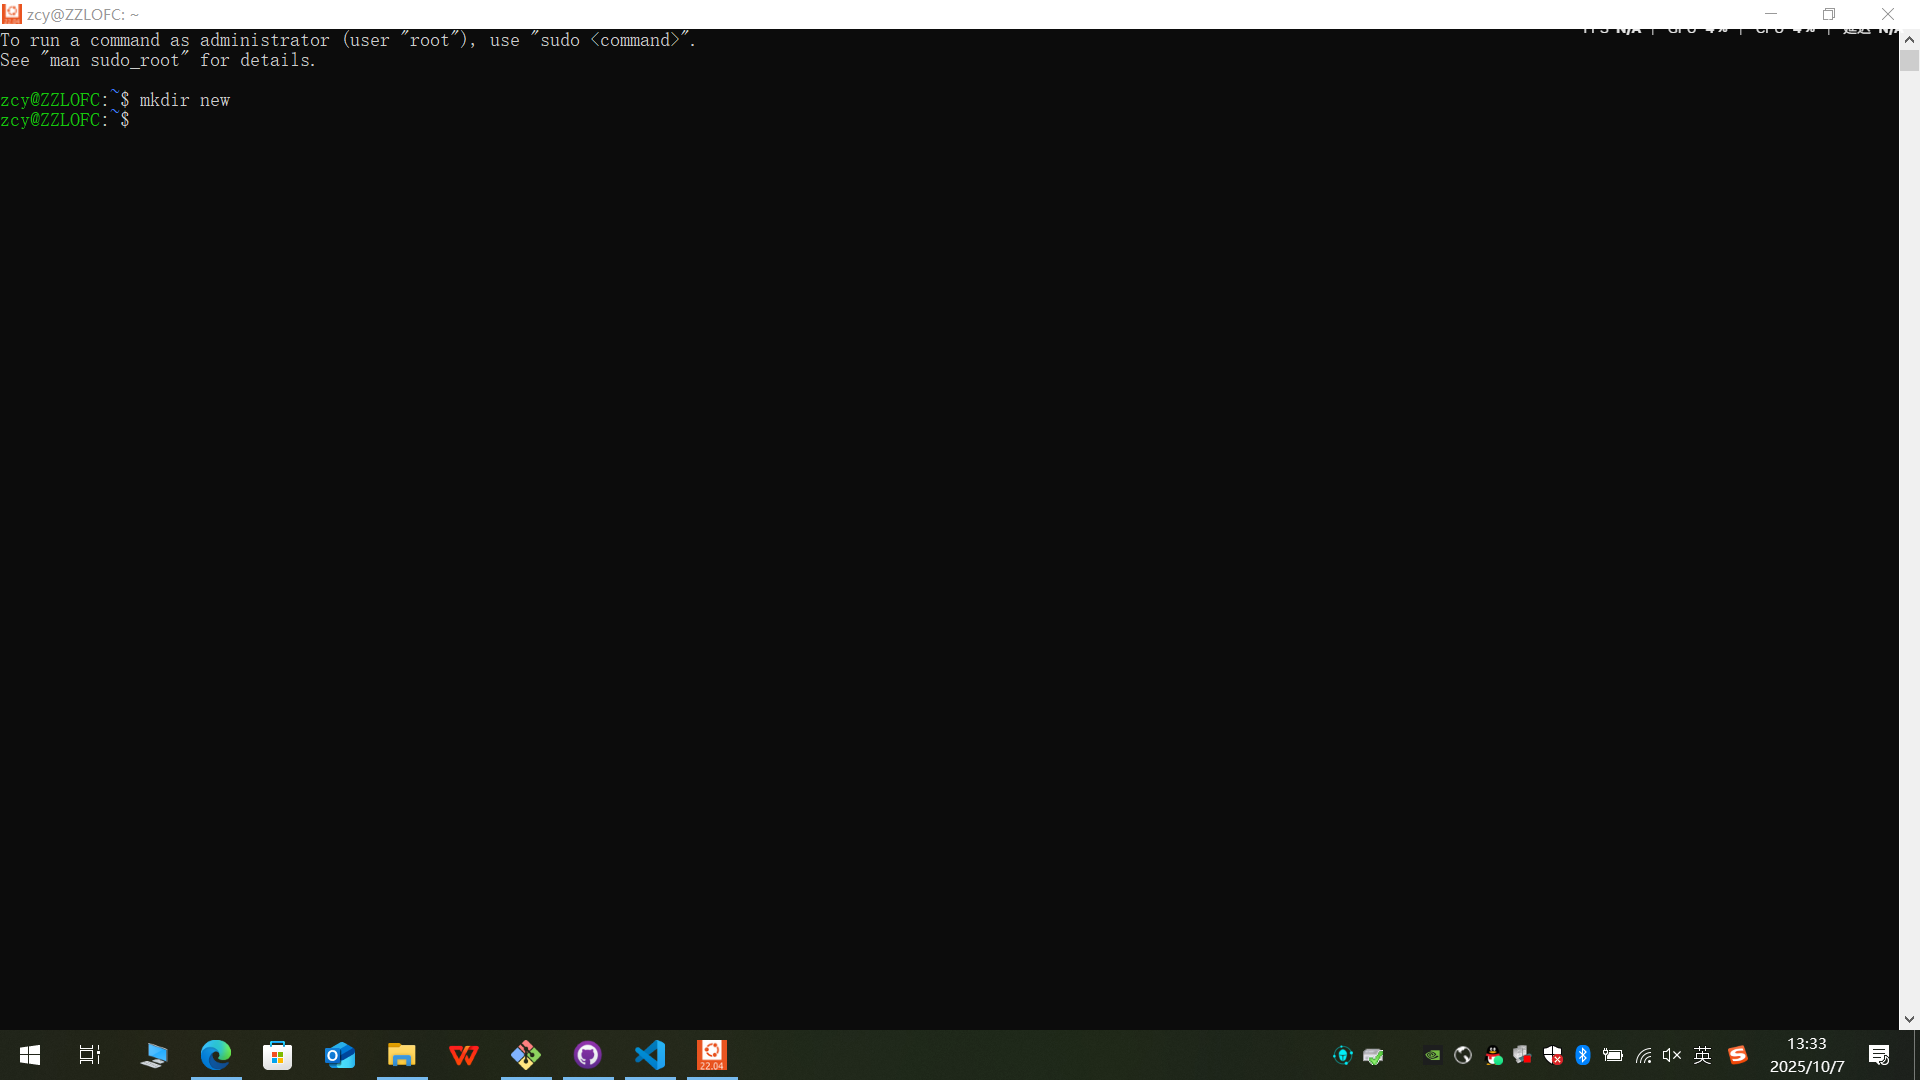 zcy@ZZLOFC: ~
To run a command as administrator (user "root"), use "sudo <command>".
See "man sudo_root" for details.
zcy@ZZLOFC:~$ mkdir new
zcy@ZZLOFC:~$
22.04
英
13:33
2025/10/7